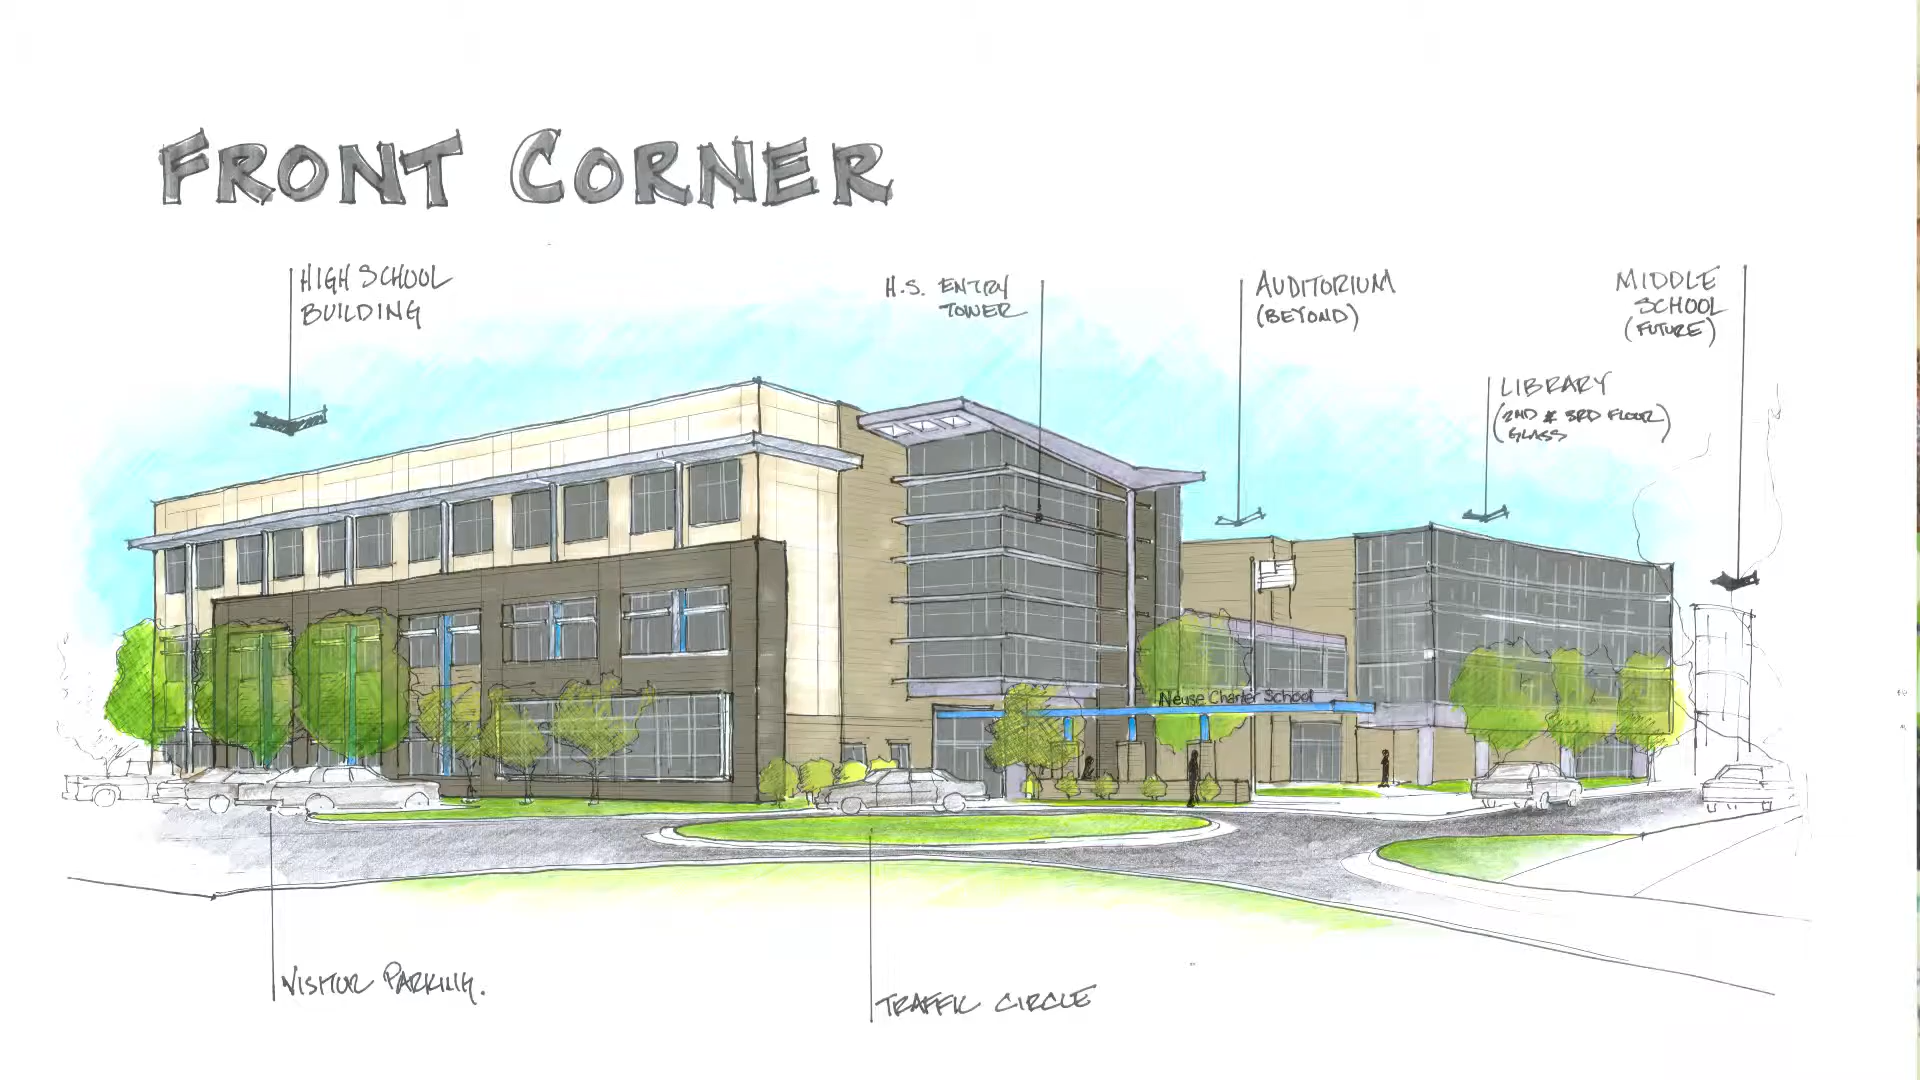 FRONT CORNER
HIGH SCHOOL
BUILDING
H.S. ENTRY
TOWER
AUDITORIUM
(BEYOND)
MIDDLE
SCHOOL
(FUTURE)
LIBRARY
(2ND & 3RD FLOOR)
GLASS
Neuse Charter School
VISITOR PARKING.
TRAFFIC CIRCLE